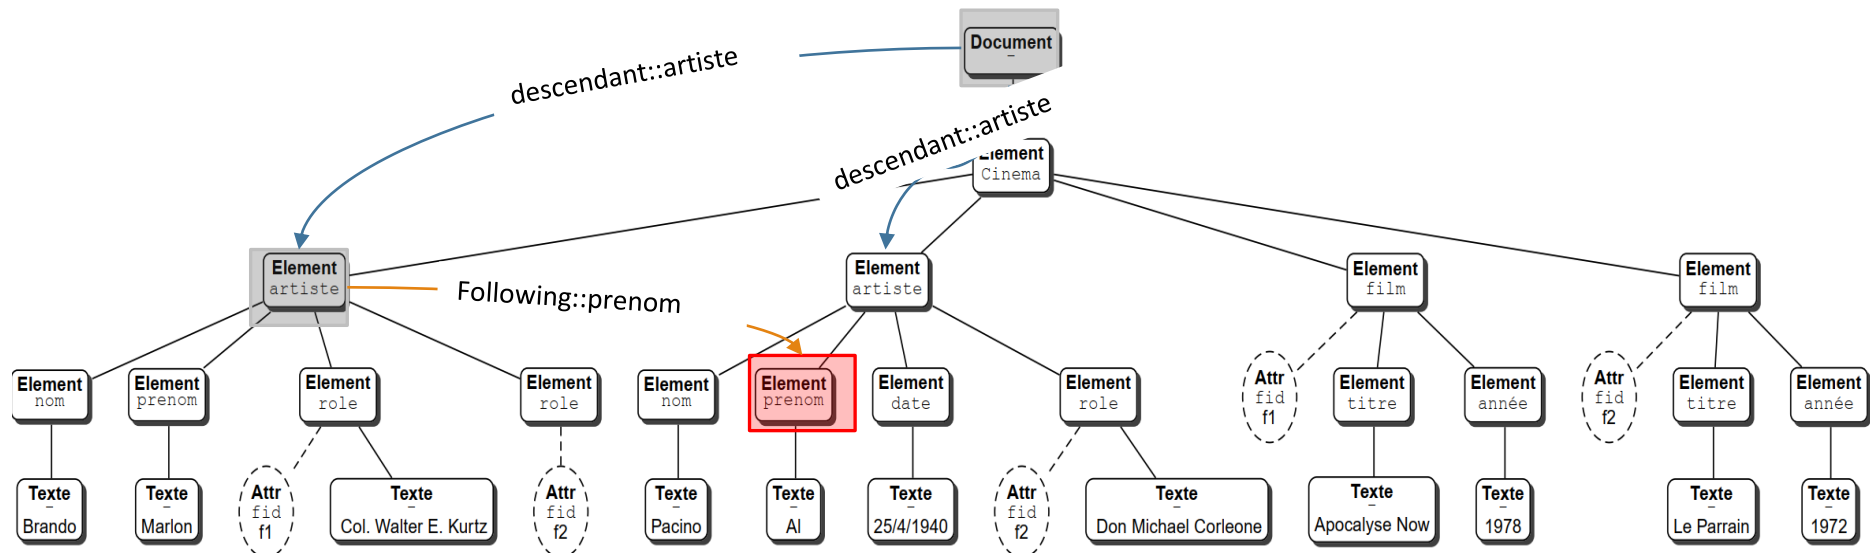 Document
–
descendant::artiste
descendant::artiste
Element
Cinema
Element
artiste
Following::prenom
Element
artiste
Element
film
Element
film
Element
nom
Element
prenom
Element
role
Element
role
Element
nom
Element
prenom
Element
date
Element
role
Attr
fid
f1
Element
titre
Element
année
Attr
fid
f2
Element
titre
Element
année
Texte
–
Brando
Texte
–
Marlon
Attr
fid
f1
Texte
–
Col. Walter E. Kurtz
Attr
fid
f2
Texte
–
Pacino
Texte
–
Al
Texte
–
25/4/1940
Attr
fid
f2
Texte
–
Don Michael Corleone
Texte
–
Apocalyse Now
Texte
–
1978
Texte
–
Le Parrain
Texte
–
1972